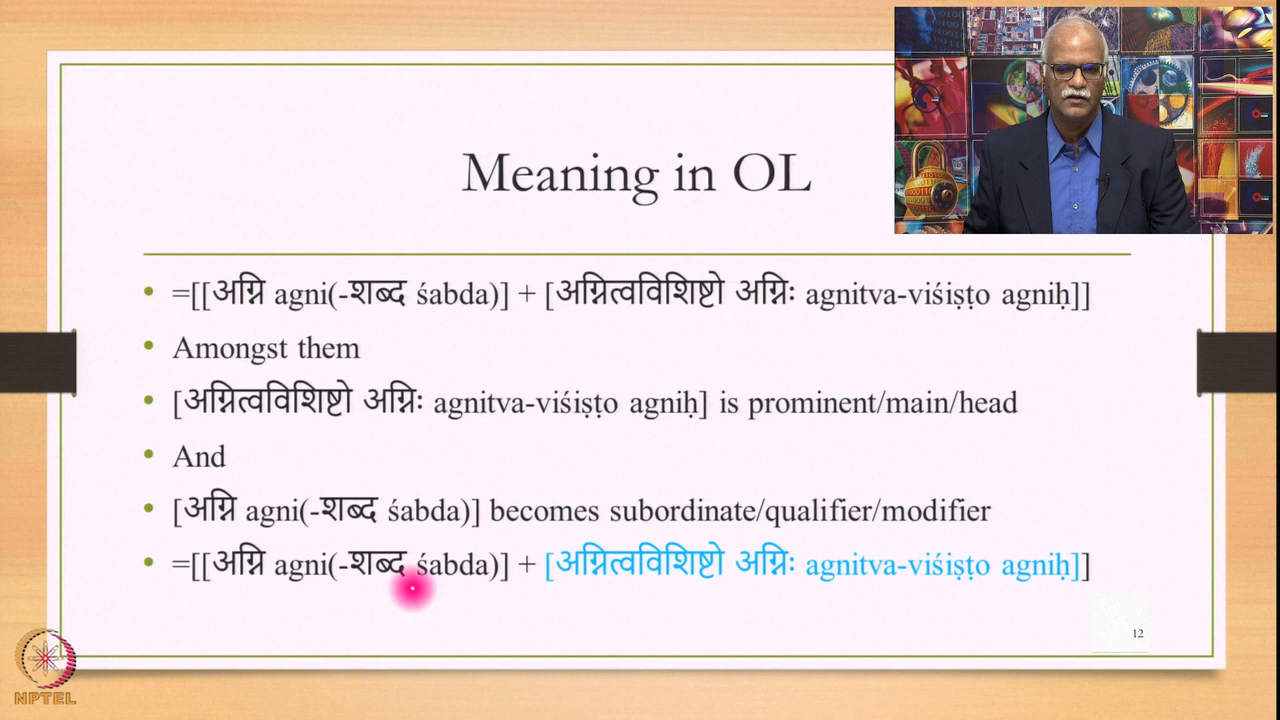 Meaning in OL
=[[अग्नि agni(-शब्द śabda)] + [अग्नित्वविशिष्टो अग्निः agnitva-viśiṣṭo agniḥ]]
Amongst them
[अग्नित्वविशिष्टो अग्निः agnitva-viśiṣṭo agniḥ] is prominent/main/head
And
[अग्नि agni(-शब्द śabda)] becomes subordinate/qualifier/modifier
=[[अग्नि agni(-शब्द śabda)] + [अग्नित्वविशिष्टो अग्निः agnitva-viśiṣṭo agniḥ]]
12
NPTEL